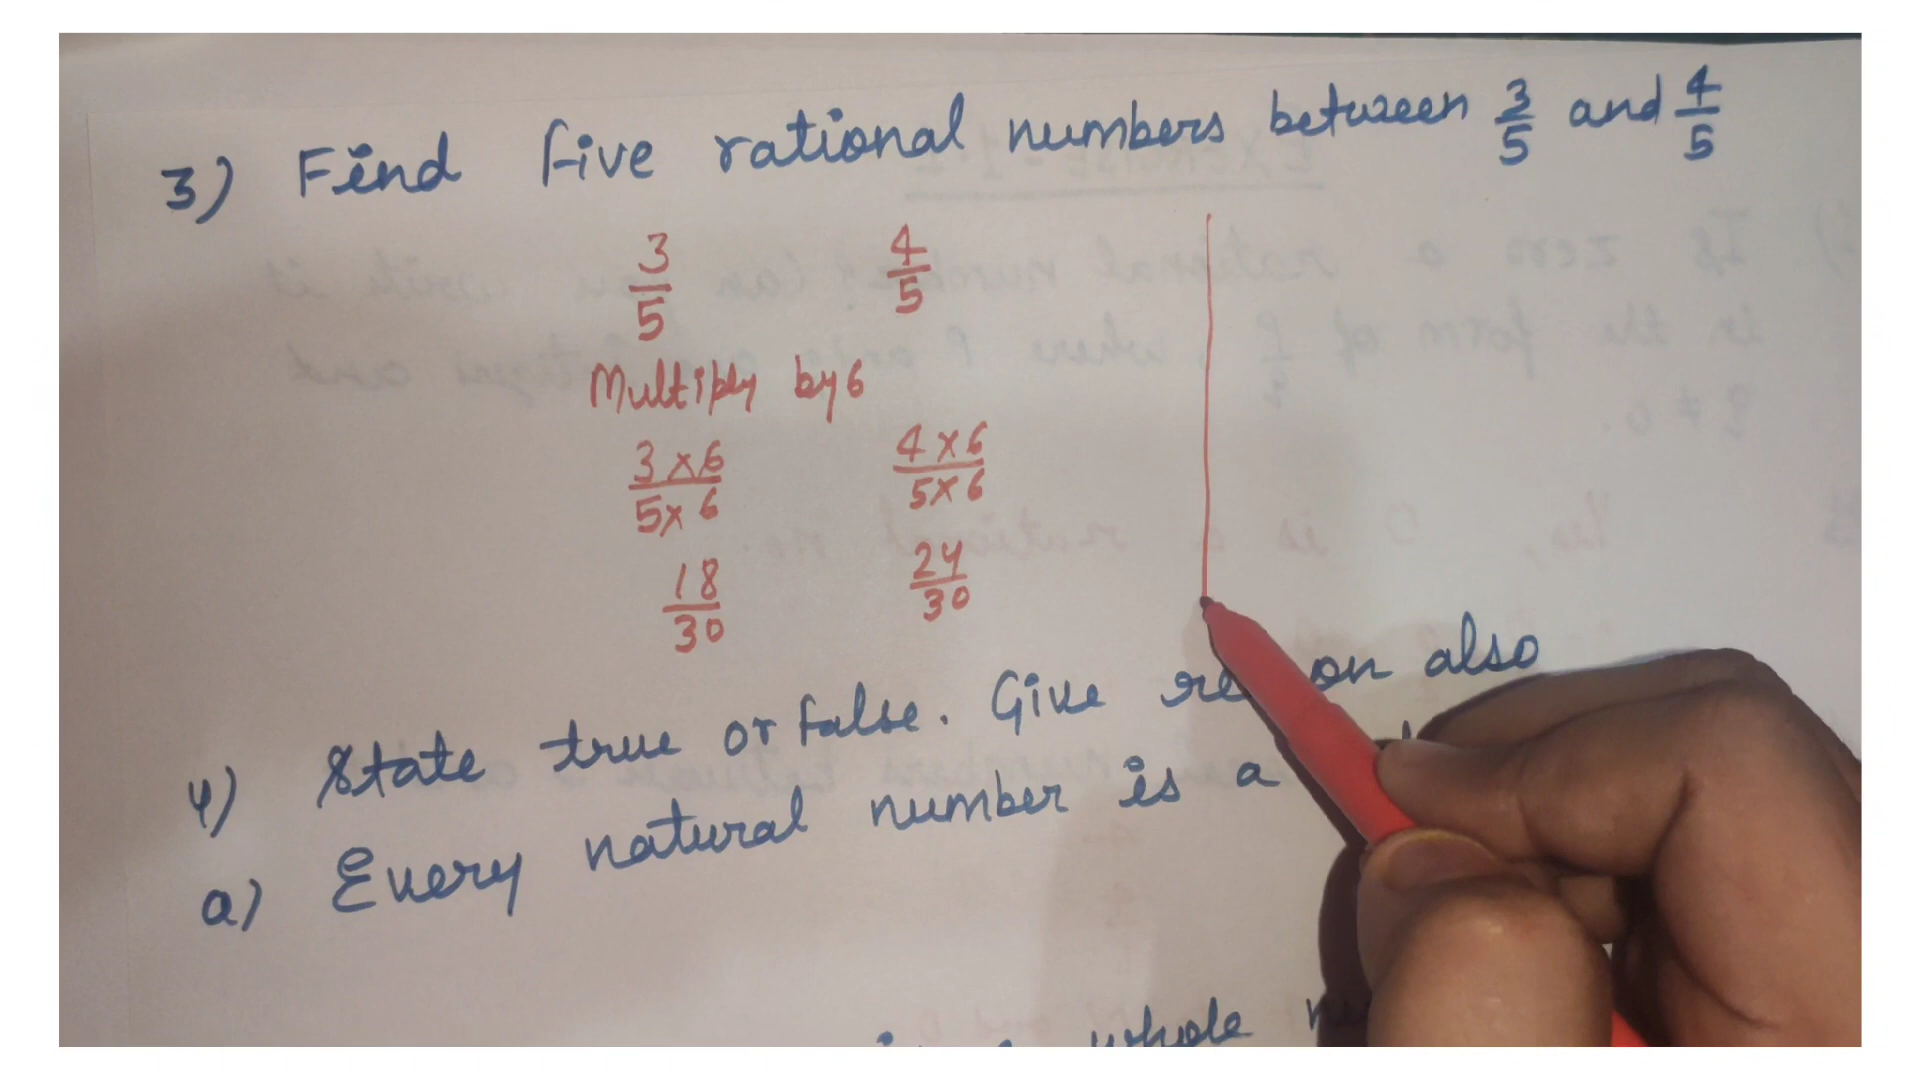 3) Find five rational numbers between 3/5 and 4/5
3/5 4/5
Multiply by 6
3×6/5×6 4×6/5×6
18/30 24/30
4) State true or false. Give also
a) Every natural number is a
whole